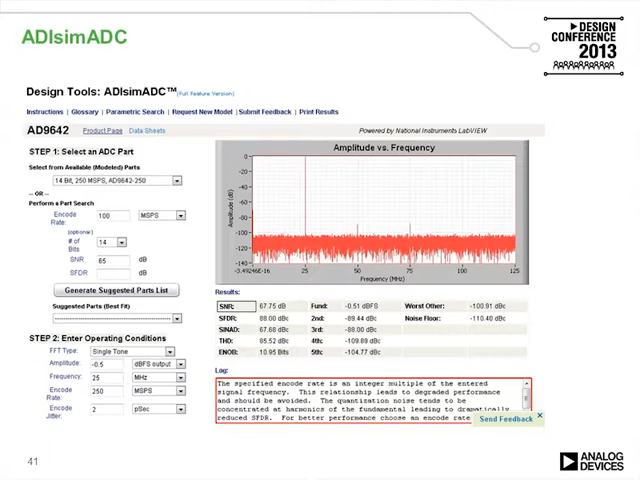 ADIsimADC
DESIGN
CONFERENCE
2013
Design Tools: ADIsimADC™ (Full Feature Version)
Instructions | Glossary | Parametric Search | Request New Model | Submit Feedback | Print Results
AD9642 Product Page Data Sheets Powered by National Instruments LabVIEW
STEP 1: Select an ADC Part
Select from Available (Modeled) Parts
14 Bit, 250 MSPS, AD9642-250
-- OR --
Perform a Part Search
Encode Rate: 100 MSPS
(optional)
# of Bits 14
SNR 65 dB
SFDR dB
Generate Suggested Parts List
Suggested Parts (Best Fit)
STEP 2: Enter Operating Conditions
FFT Type: Single Tone
Amplitude: -0.5 dBFS output
Frequency: 25 MHz
Encode Rate: 250 MSPS
Encode Jitter: 2 pSec
Amplitude vs. Frequency
Amplitude (dB)
0
-20
-40
-60
-80
-100
-120
-140
-3.49246E-16 25 50 75 100 125
Frequency (MHz)
Results:
SNR: 67.75 dB Fund: -0.51 dBFS Worst Other: -100.91 dBc
SFDR: 88.00 dBc 2nd: -89.44 dBc Noise Floor: -110.40 dBc
SINAD: 67.68 dB 3rd: -88.00 dBc
THD: 85.52 dBc 4th: -109.89 dBc
ENOB: 10.95 Bits 5th: -104.77 dBc
Log:
The specified encode rate is an integer multiple of the entered
signal frequency. This relationship leads to degraded performance
and should be avoided. The quantization noise tends to be
concentrated at harmonics of the fundamental leading to dramatically
reduced SFDR. For better performance choose an encode rate
Send Feedback ×
41
ANALOG
DEVICES